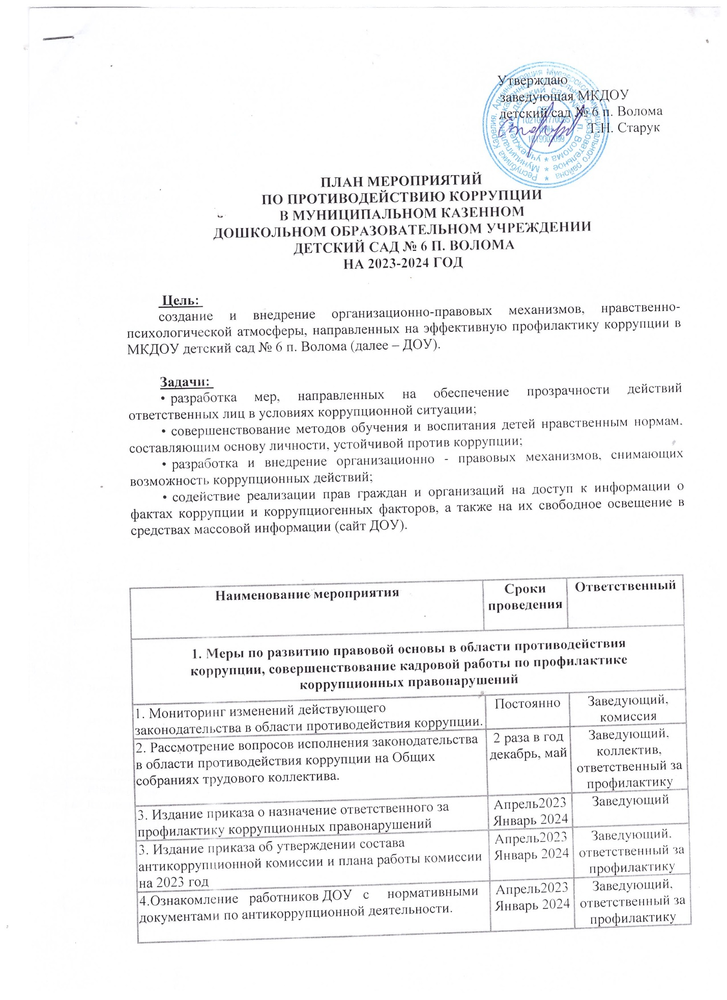 Утверждаю
заведующая МКДОУ
детский сад № 6 п. Волома
Т.Н. Старук
ПЛАН МЕРОПРИЯТИЙ
ПО ПРОТИВОДЕЙСТВИЮ КОРРУПЦИИ
В МУНИЦИПАЛЬНОМ КАЗЕННОМ
ДОШКОЛЬНОМ ОБРАЗОВАТЕЛЬНОМ УЧРЕЖДЕНИИ
ДЕТСКИЙ САД № 6 П. ВОЛОМА
НА 2023-2024 ГОД
Цель:
создание и внедрение организационно-правовых механизмов, нравственно-
психологической атмосферы, направленных на эффективную профилактику коррупции в
МКДОУ детский сад № 6 п. Волома (далее – ДОУ).
Задачи:
• разработка мер, направленных на обеспечение прозрачности действий
ответственных лиц в условиях коррупционной ситуации;
• совершенствование методов обучения и воспитания детей нравственным нормам.
составляющим основу личности, устойчивой против коррупции;
• разработка и внедрение организационно - правовых механизмов, снимающих
возможность коррупционных действий;
• содействие реализации прав граждан и организаций на доступ к информации о
фактах коррупции и коррупциогенных факторов, а также на их свободное освещение в
средствах массовой информации (сайт ДОУ).
Наименование мероприятия
Сроки
проведения
Ответственный
1. Меры по развитию правовой основы в области противодействия
коррупции, совершенствование кадровой работы по профилактике
коррупционных правонарушений
1. Мониторинг изменений действующего
законодательства в области противодействия коррупции.
Постоянно
Заведующий,
комиссия
2. Рассмотрение вопросов исполнения законодательства
в области противодействия коррупции на Общих
собраниях трудового коллектива.
2 раза в год
декабрь, май
Заведующий,
коллектив,
ответственный за
профилактику
3. Издание приказа о назначение ответственного за
профилактику коррупционных правонарушений
Апрель2023
Январь 2024
Заведующий
3. Издание приказа об утверждении состава
антикоррупционной комиссии и плана работы комиссии
на 2023 год
Апрель2023
Январь 2024
Заведующий.
ответственный за
профилактику
4.Ознакомление работников ДОУ с нормативными
документами по антикоррупционной деятельности.
Апрель2023
Январь 2024
Заведующий,
ответственный за
профилактику